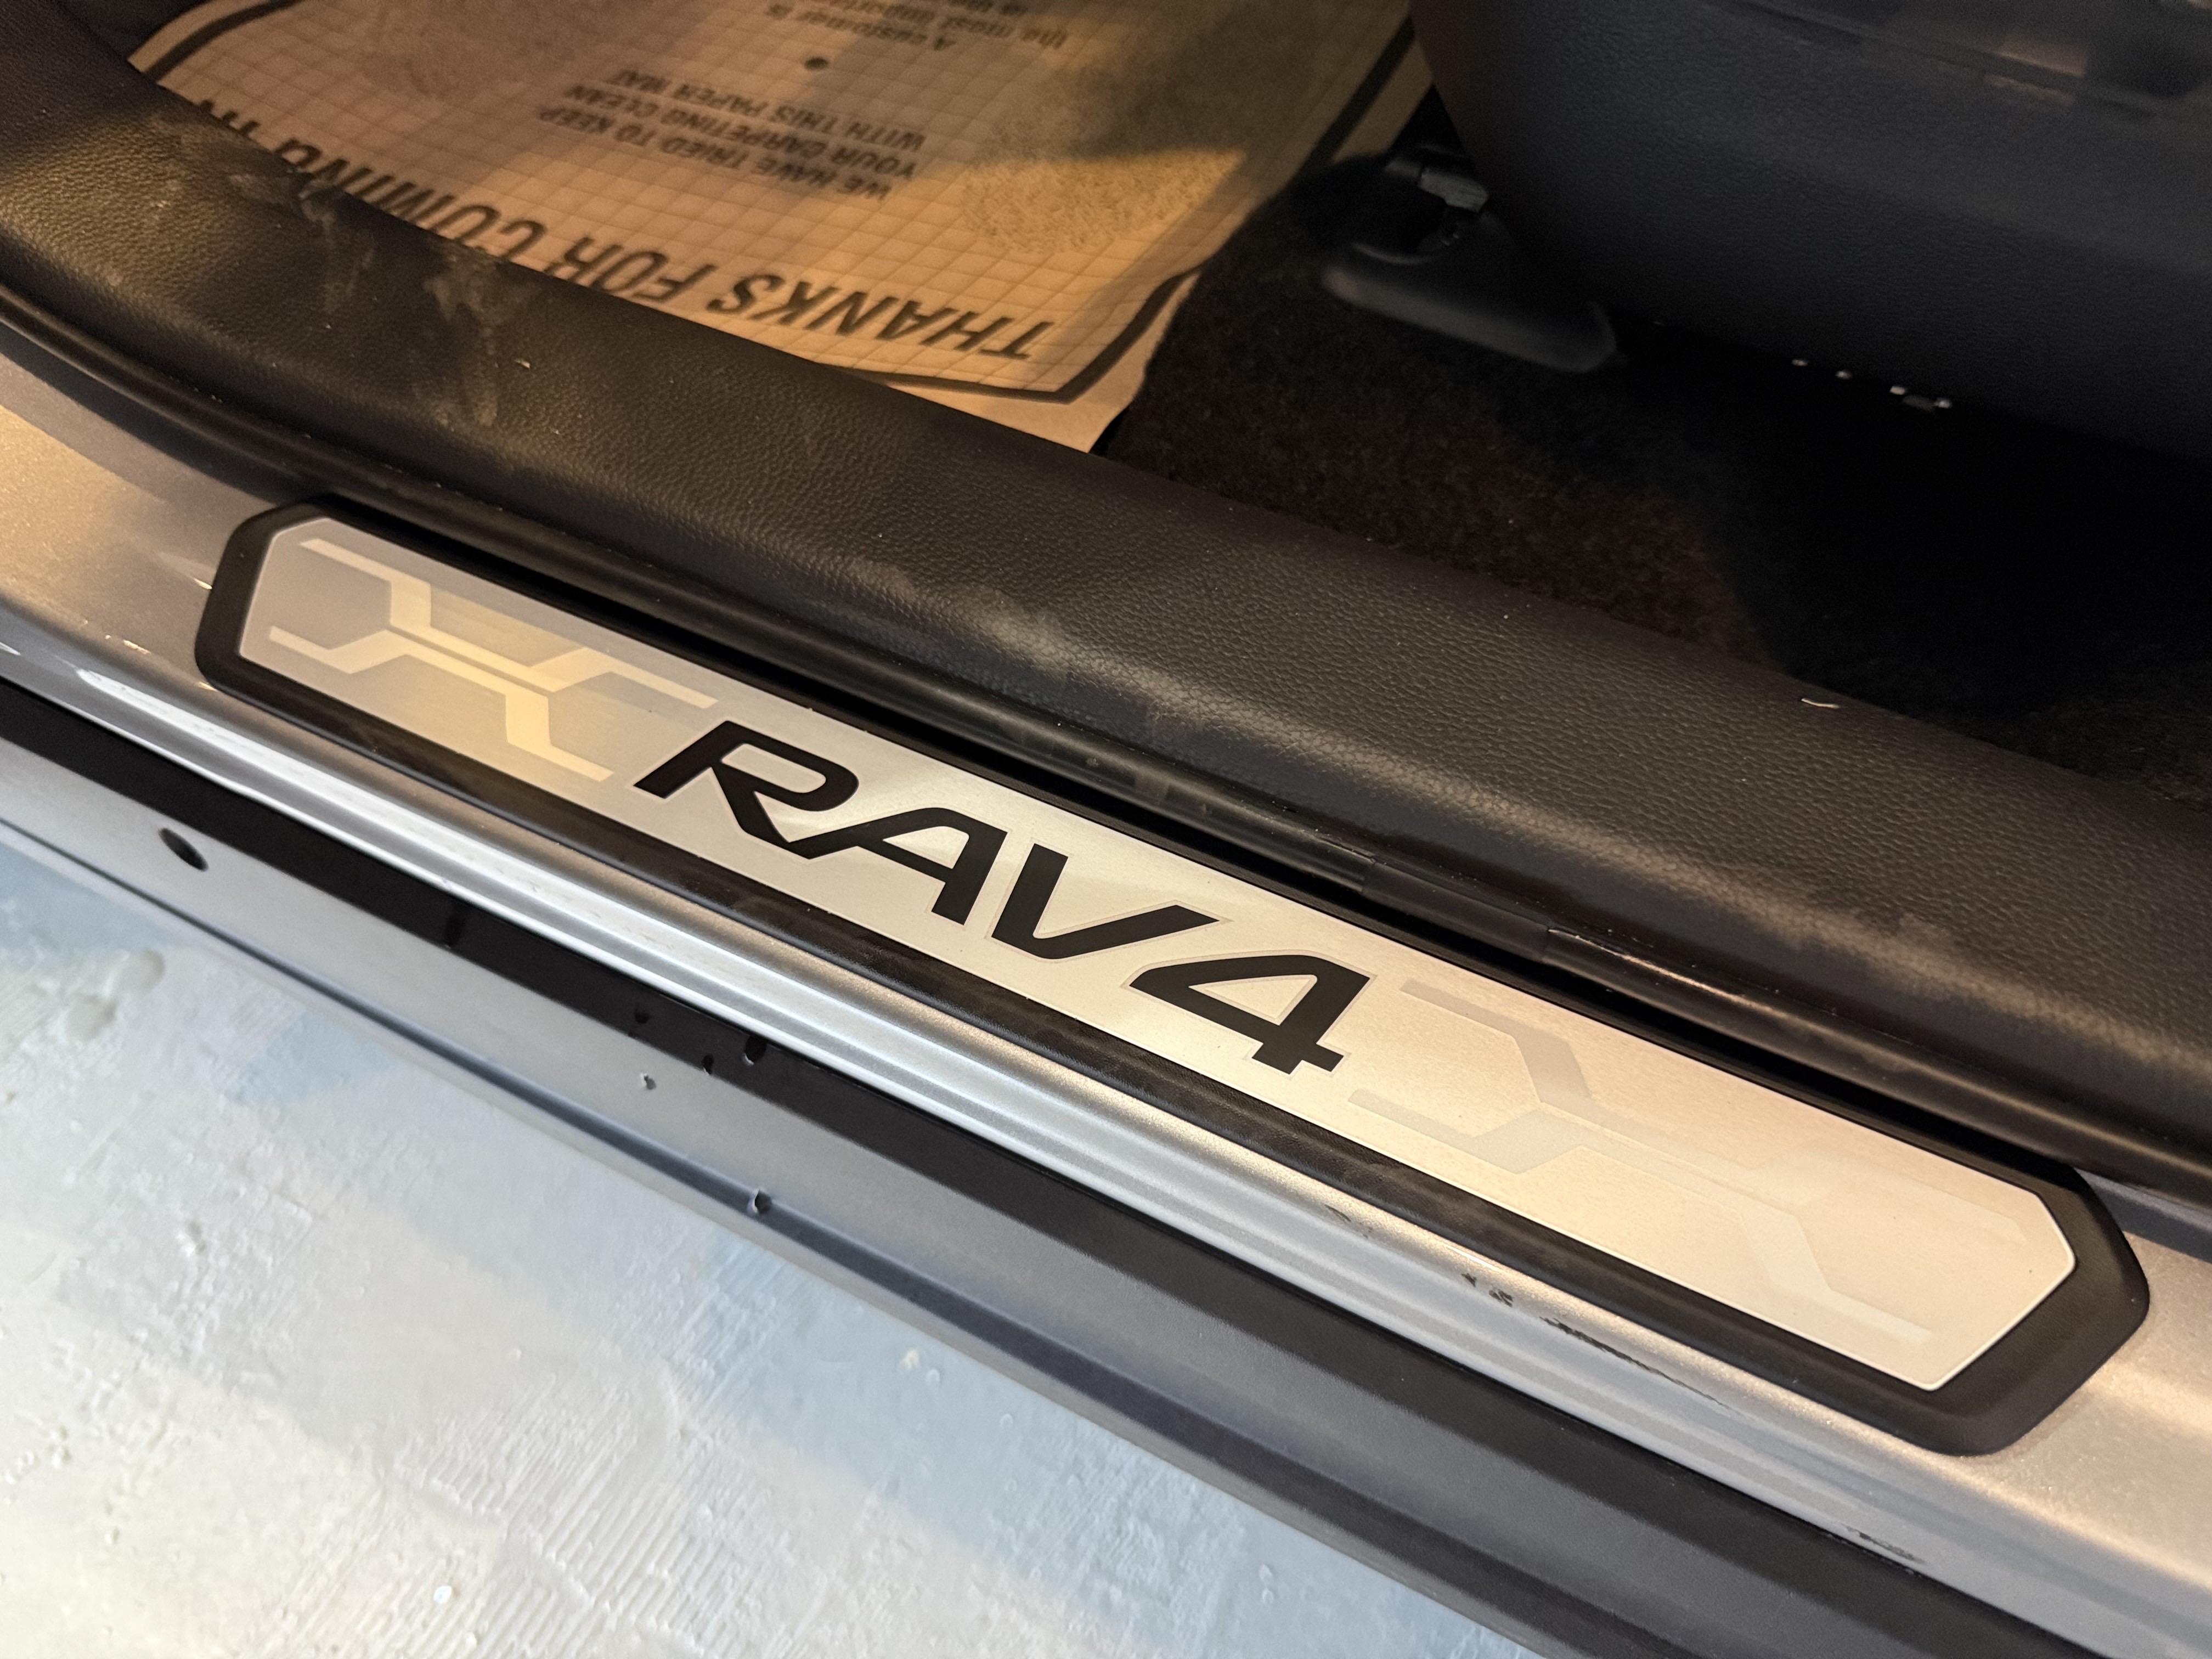 THANKS FOR COMING IN
WE HAVE TRIED TO KEEP
YOUR CARPETING CLEAN
WITH THIS PAPER MAT
A customer is
the most
RAV4